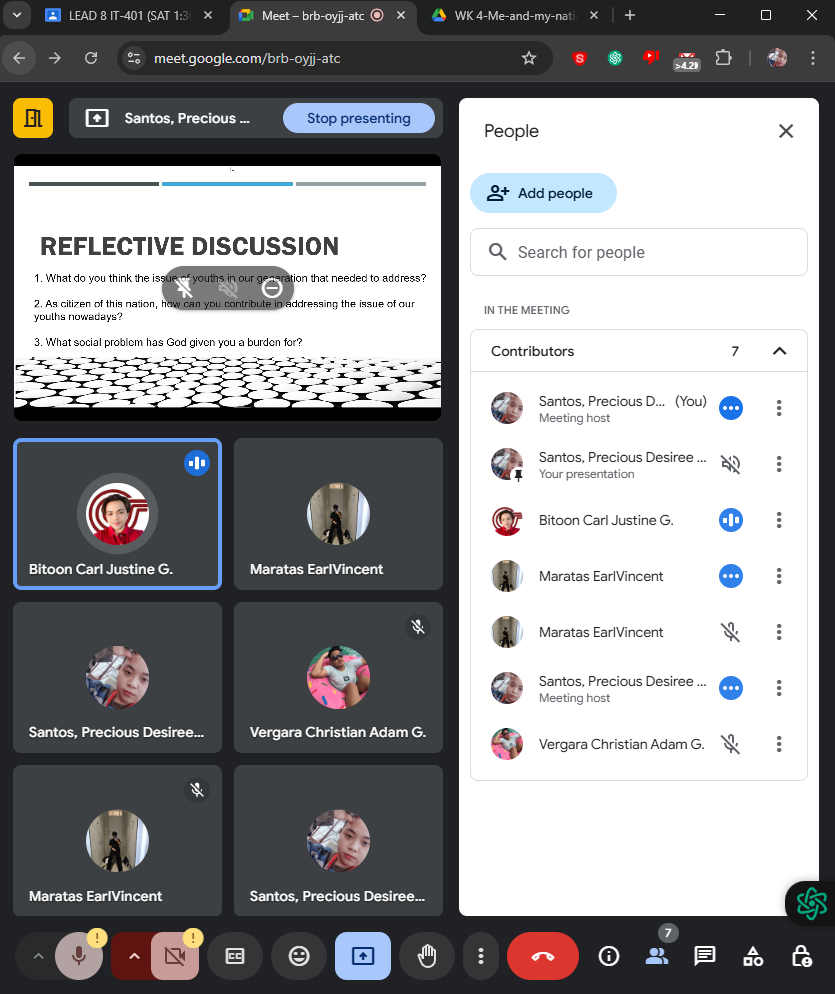 LEAD 8 IT-401 (SAT 1:3
Meet – brb-oyjj-atc
WK 4-Me-and-my-nati
meet.google.com/brb-oyjj-atc
>4.20
Santos, Precious ...
Stop presenting
REFLECTIVE DISCUSSION
1. What do you think the issue of youths in our generation that needed to address?
2. As citizen of this nation, how can you contribute in addressing the issue of our
youths nowadays?
3. What social problem has God given you a burden for?
Bitoon Carl Justine G.
Maratas EarlVincent
Santos, Precious Desiree...
Vergara Christian Adam G.
Maratas EarlVincent
Santos, Precious Desiree...
People
Add people
Search for people
IN THE MEETING
Contributors
7
Santos, Precious D... (You)
Meeting host
Santos, Precious Desiree ...
Your presentation
Bitoon Carl Justine G.
Maratas EarlVincent
Maratas EarlVincent
Santos, Precious Desiree ...
Meeting host
Vergara Christian Adam G.
7